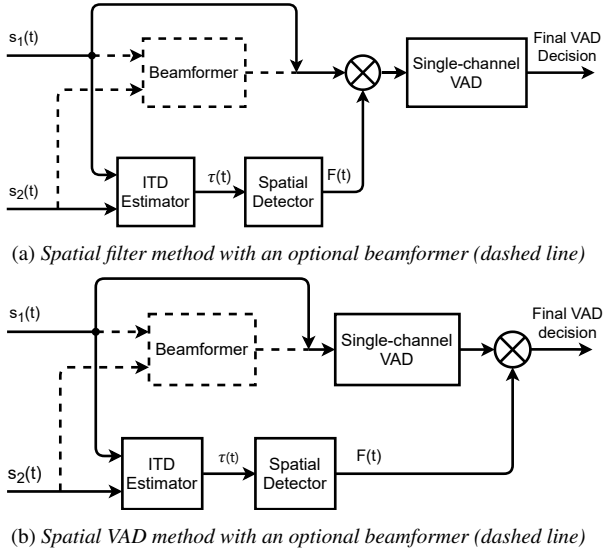 s₁(t)
Beamformer
Single-channel
VAD
Final VAD
Decision
s₂(t)
ITD
Estimator
τ(t)
Spatial
Detector
F(t)
(a) Spatial filter method with an optional beamformer (dashed line)
s₁(t)
Beamformer
Single-channel
VAD
Final VAD
decision
s₂(t)
ITD
Estimator
τ(t)
Spatial
Detector
F(t)
(b) Spatial VAD method with an optional beamformer (dashed line)